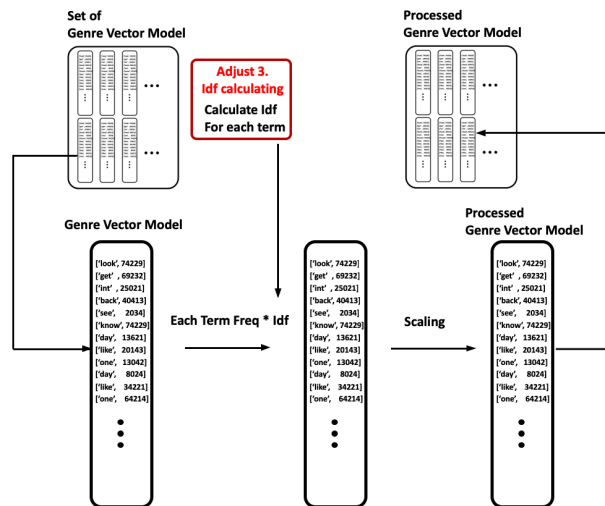 Set of
Genre Vector Model
Processed
Genre Vector Model
Adjust 3.
Idf calculating
Calculate Idf
For each term
Genre Vector Model
Processed
Genre Vector Model
['look', 74229]
['get' , 69232]
['int' , 25021]
['back', 40413]
['see', 2034]
['know', 74229]
['day', 13621]
['like', 20143]
['one', 13042]
['day', 8024]
['like', 34221]
['one', 64214]
Each Term Freq * Idf
['look', 74229]
['get' , 69232]
['int' , 25021]
['back', 40413]
['see', 2034]
['know', 74229]
['day', 13621]
['like', 20143]
['one', 13042]
['day', 8024]
['like', 34221]
['one', 64214]
Scaling
['look', 74229]
['get' , 69232]
['int' , 25021]
['back', 40413]
['see', 2034]
['know', 74229]
['day', 13621]
['like', 20143]
['one', 13042]
['day', 8024]
['like', 34221]
['one', 64214]